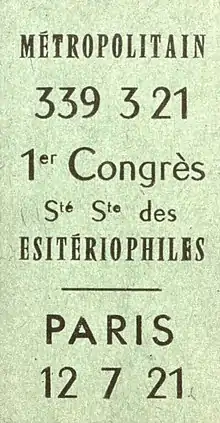 MÉTROPOLITAIN
339 3 21
1er Congrès
Sté Ste des
ESITÉRIOPHILES
PARIS
12 7 21